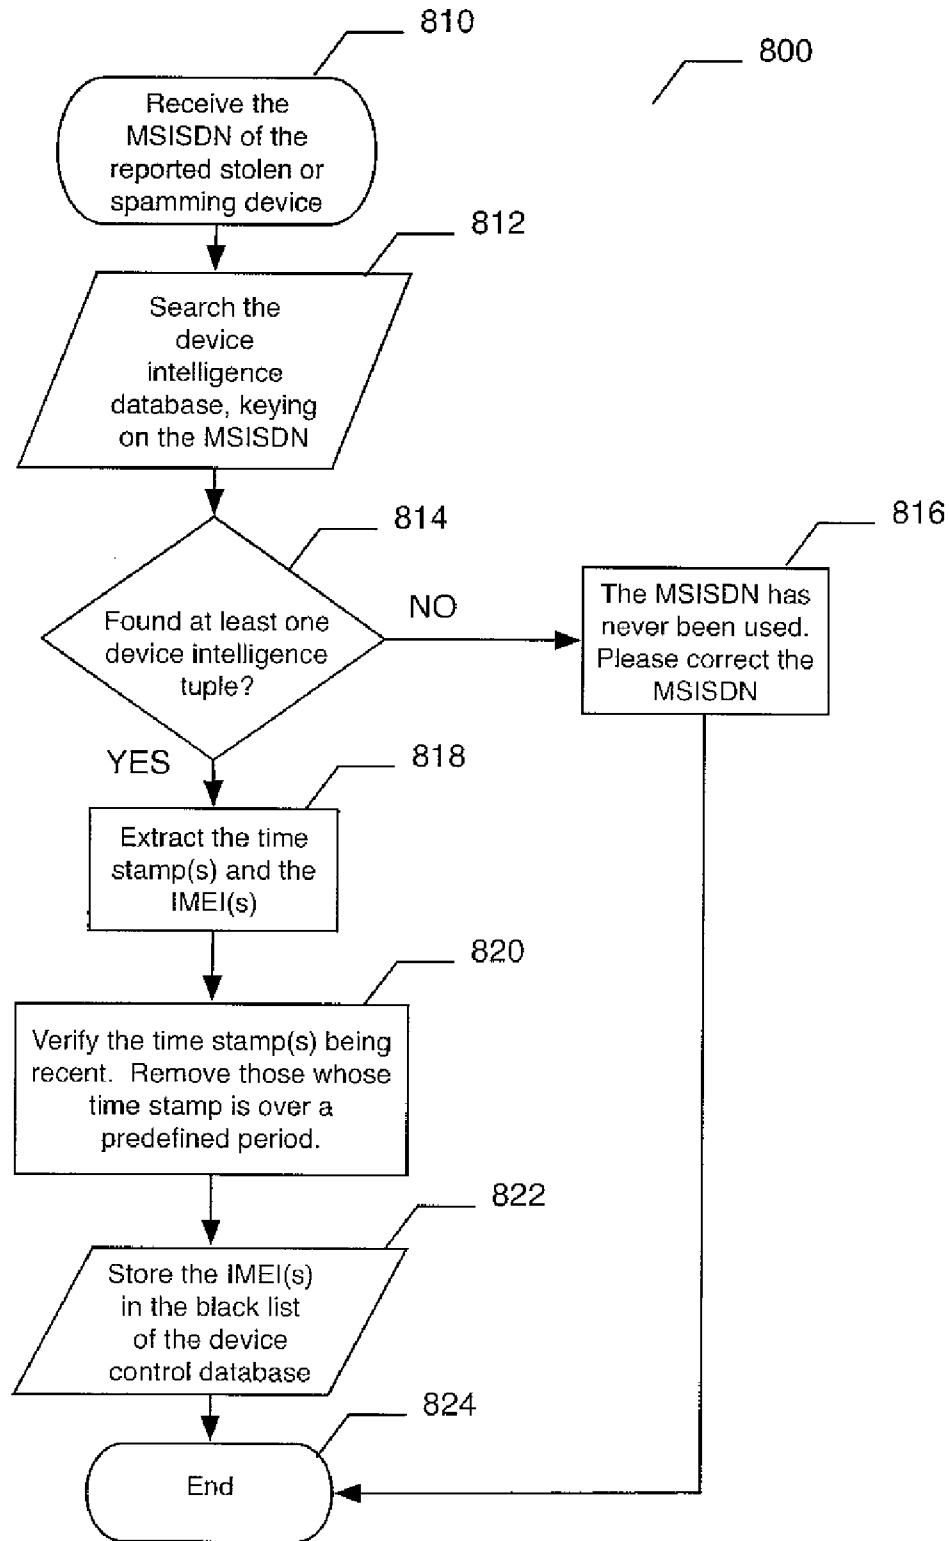 810
800
Receive the
MSISDN of the
reported stolen or
spamming device
812
Search the
device
intelligence
database, keying
on the MSISDN
814
Found at least one
device intelligence
tuple?
NO
816
The MSISDN has
never been used.
Please correct the
MSISDN
YES
818
Extract the time
stamp(s) and the
IMEI(s)
820
Verify the time stamp(s) being
recent. Remove those whose
time stamp is over a
predefined period.
822
Store the IMEI(s)
in the black list
of the device
control database
824
End